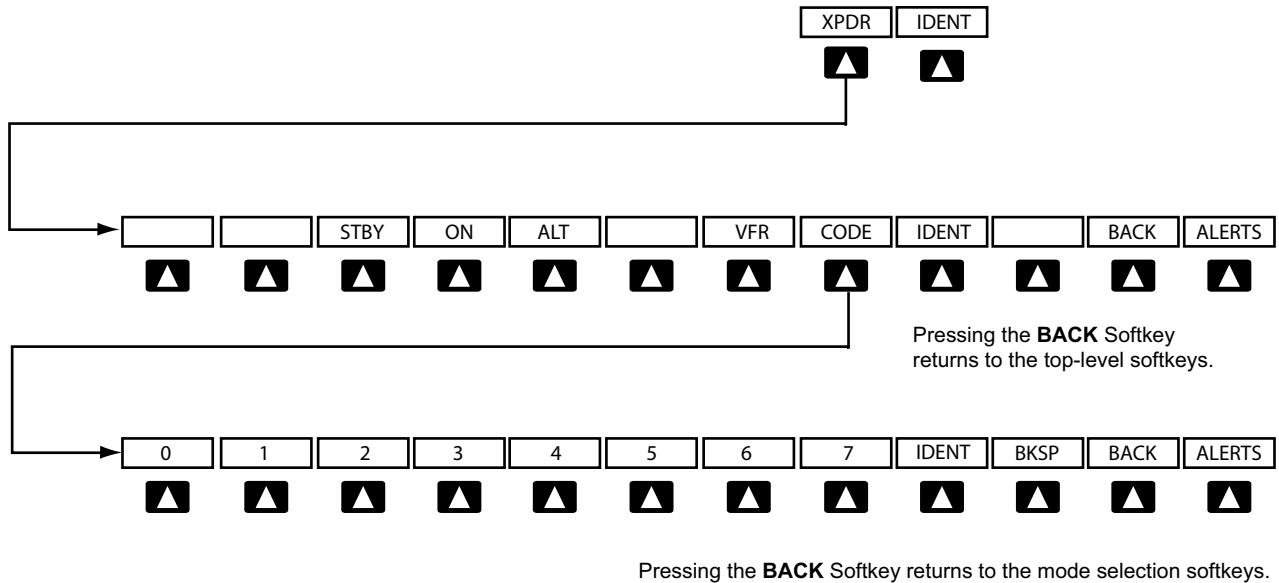 XPDR IDENT
STBY ON ALT VFR CODE IDENT BACK ALERTS
Pressing the BACK Softkey
returns to the top-level softkeys.
0 1 2 3 4 5 6 7 IDENT BKSP BACK ALERTS
Pressing the BACK Softkey returns to the mode selection softkeys.